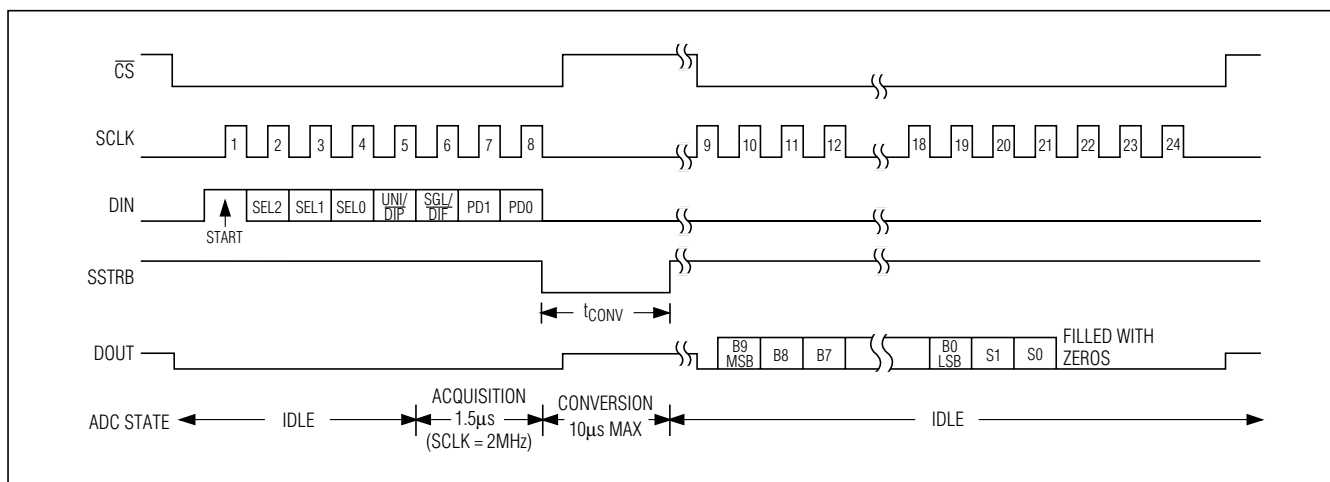 CS
SCLK
1 2 3 4 5 6 7 8 9 10 11 12 18 19 20 21 22 23 24
DIN
SEL2 SEL1 SEL0 UNI/DIP SGL/DIF PD1 PD0
START
SSTRB
tCONV
DOUT
B9 MSB B8 B7 B0 LSB S1 S0
FILLED WITH
ZEROS
ADC STATE
IDLE
ACQUISITION
1.5µs
(SCLK = 2MHz)
CONVERSION
10µs MAX
IDLE